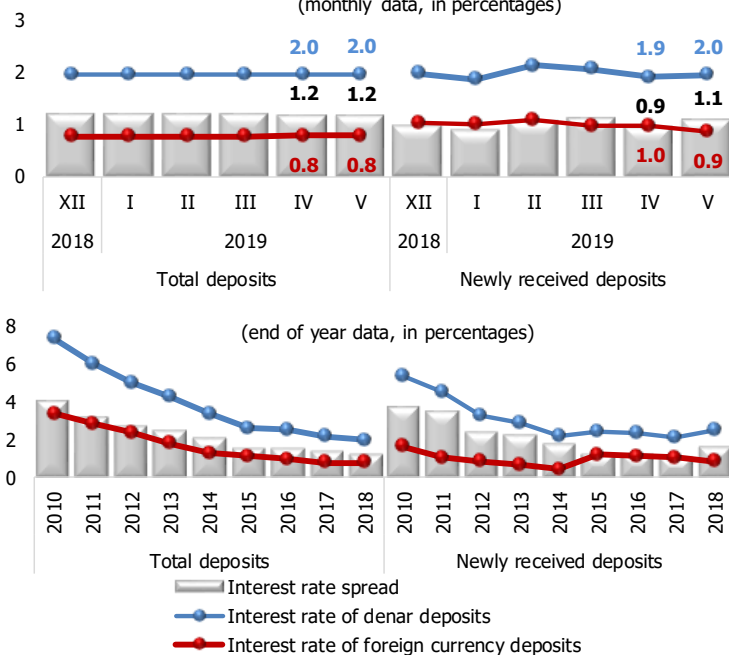 (monthly data, in percentages)
3
2
1
0
2.0 2.0
1.2 1.2
0.8 0.8
1.9 2.0
0.9 1.1
1.0 0.9
XII I II III IV V XII I II III IV V
2018 2019 2018 2019
Total deposits Newly received deposits
(end of year data, in percentages)
8
6
4
2
0
2010 2011 2012 2013 2014 2015 2016 2017 2018 2010 2011 2012 2013 2014 2015 2016 2017 2018
Total deposits Newly received deposits
Interest rate spread
Interest rate of denar deposits
Interest rate of foreign currency deposits